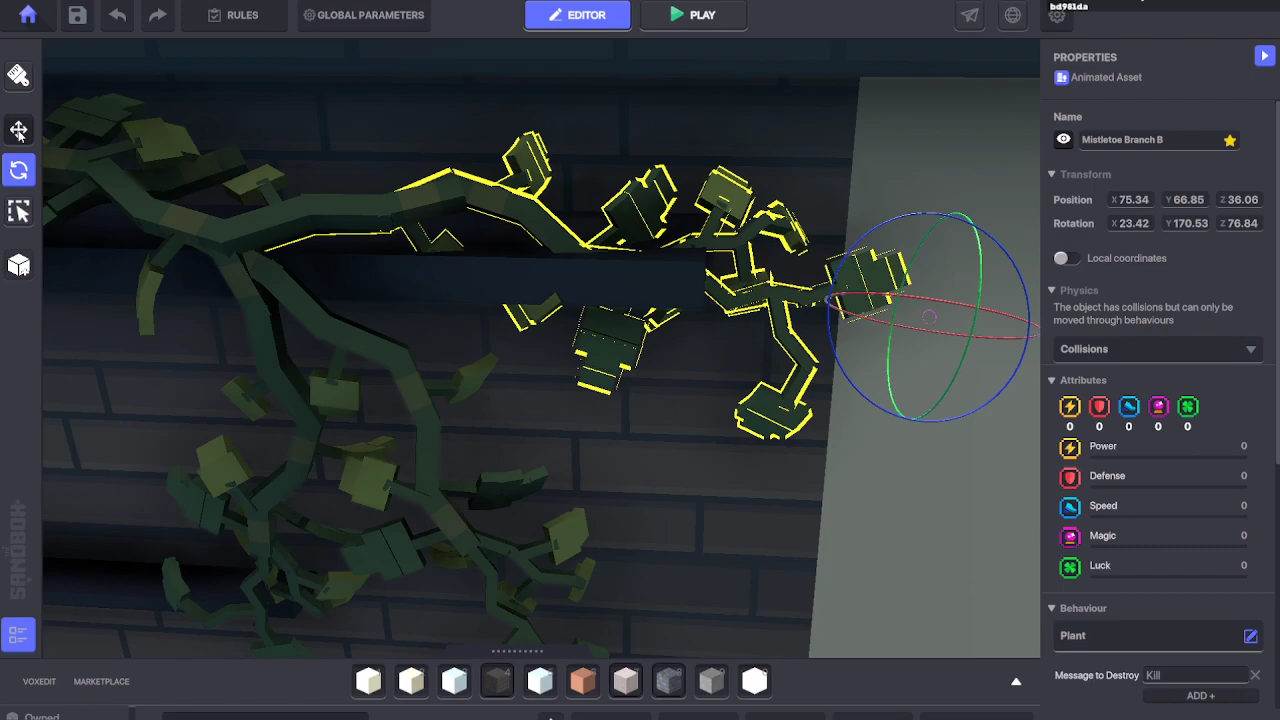 RULES
GLOBAL PARAMETERS
EDITOR
PLAY
bd981da
PROPERTIES
Animated Asset
Name
Mistletoe Branch B
Transform
Position X 75.34 Y 66.85 Z 36.06
Rotation X 23.42 Y 170.53 Z 76.84
Local coordinates
Physics
The object has collisions but can only be
moved through behaviours
Collisions
Attributes
0 0 0 0 0
Power 0
Defense 0
Speed 0
Magic 0
Luck 0
Behaviour
Plant
Message to Destroy Kill
ADD +
THE SANDBOX
VOXEDIT
MARKETPLACE
Owned